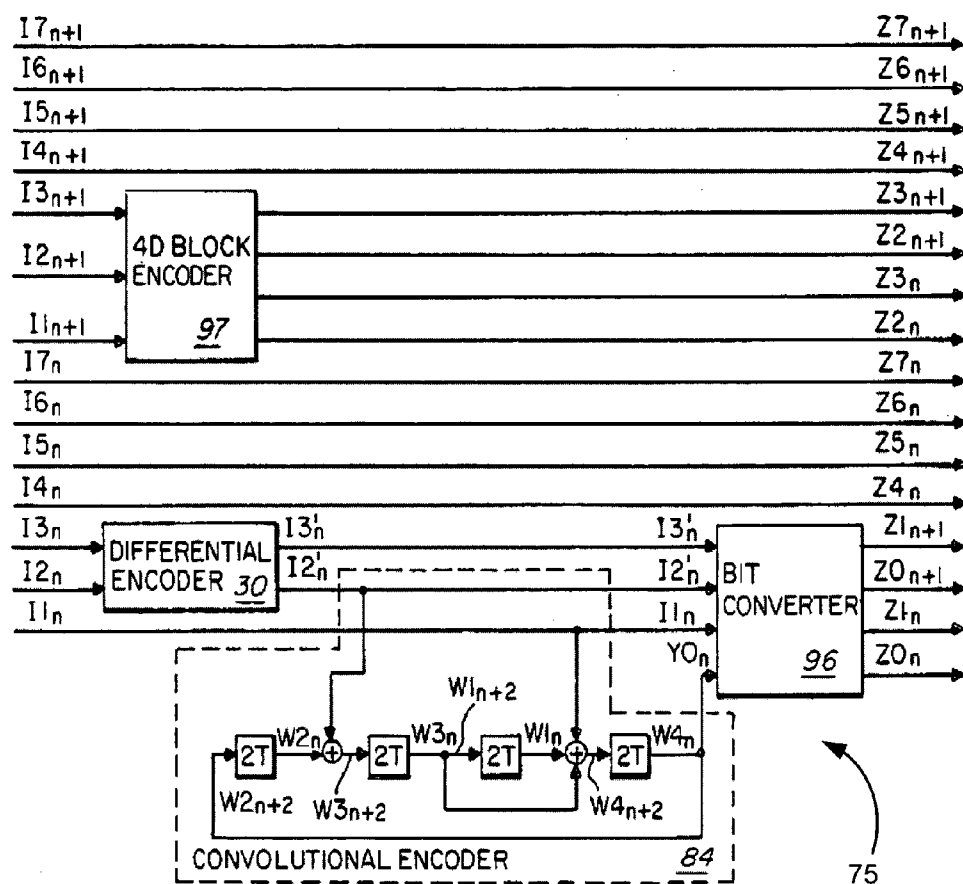 I7n+1 Z7n+1
I6n+1 Z6n+1
I5n+1 Z5n+1
I4n+1 Z4n+1
I3n+1 Z3n+1
4D BLOCK ENCODER 97
I2n+1 Z2n+1
Z3n
I1n+1 Z2n
I7n Z7n
I6n Z6n
I5n Z5n
I4n Z4n
I3n I3'n I3'n Z1n+1
DIFFERENTIAL ENCODER 30
I2n I2'n I2'n Z0n+1
BIT CONVERTER 96
I1n I1n Z1n
Y0n Z0n
W1n+2
2T W2n + 2T W3n 2T W1n + 2T W4n
W2n+2 W3n+2 W4n+2
CONVOLUTIONAL ENCODER 84
75